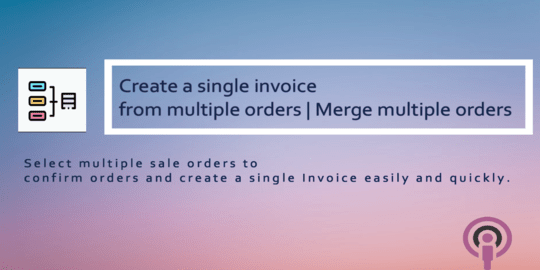 Create a single invoice
from multiple orders | Merge multiple orders
Select multiple sale orders to
confirm orders and create a single Invoice easily and quickly.